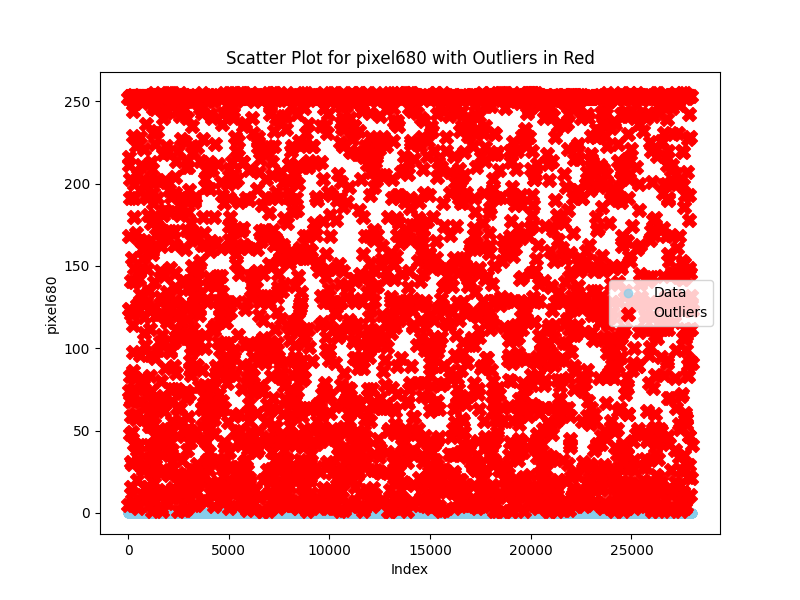 Scatter Plot for pixel680 with Outliers in Red
250
200
150
100
50
0
pixel680
Data
Outliers
0 5000 10000 15000 20000 25000
Index